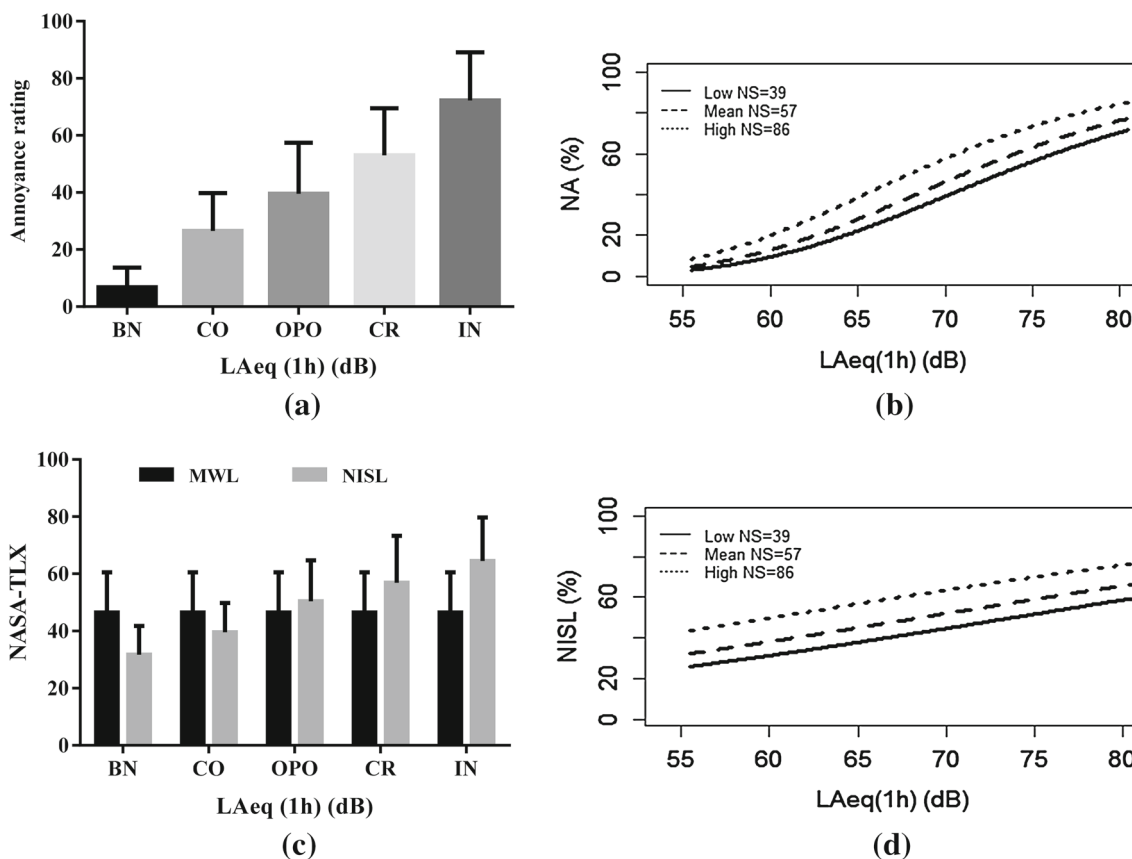 100
80
60
40
20
0
Annoyance rating
BN CO OPO CR IN
LAeq (1h) (dB)
(a)
100
60
20
0
NA (%)
Low NS=39
Mean NS=57
High NS=86
55 60 65 70 75 80
LAeq(1h) (dB)
(b)
100
80
60
40
20
0
NASA-TLX
MWL NISL
BN CO OPO CR IN
LAeq (1h) (dB)
(c)
100
60
20
0
NISL (%)
Low NS=39
Mean NS=57
High NS=86
55 60 65 70 75 80
LAeq(1h) (dB)
(d)